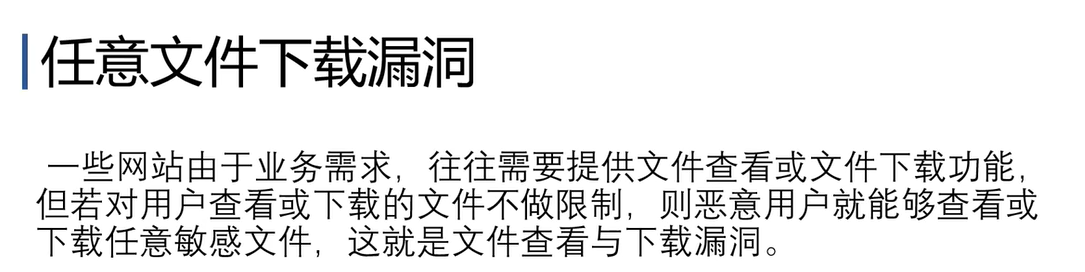 任意文件下载漏洞
一些网站由于业务需求，往往需要提供文件查看或文件下载功能，
但若对用户查看或下载的文件不做限制，则恶意用户就能够查看或
下载任意敏感文件，这就是文件查看与下载漏洞。